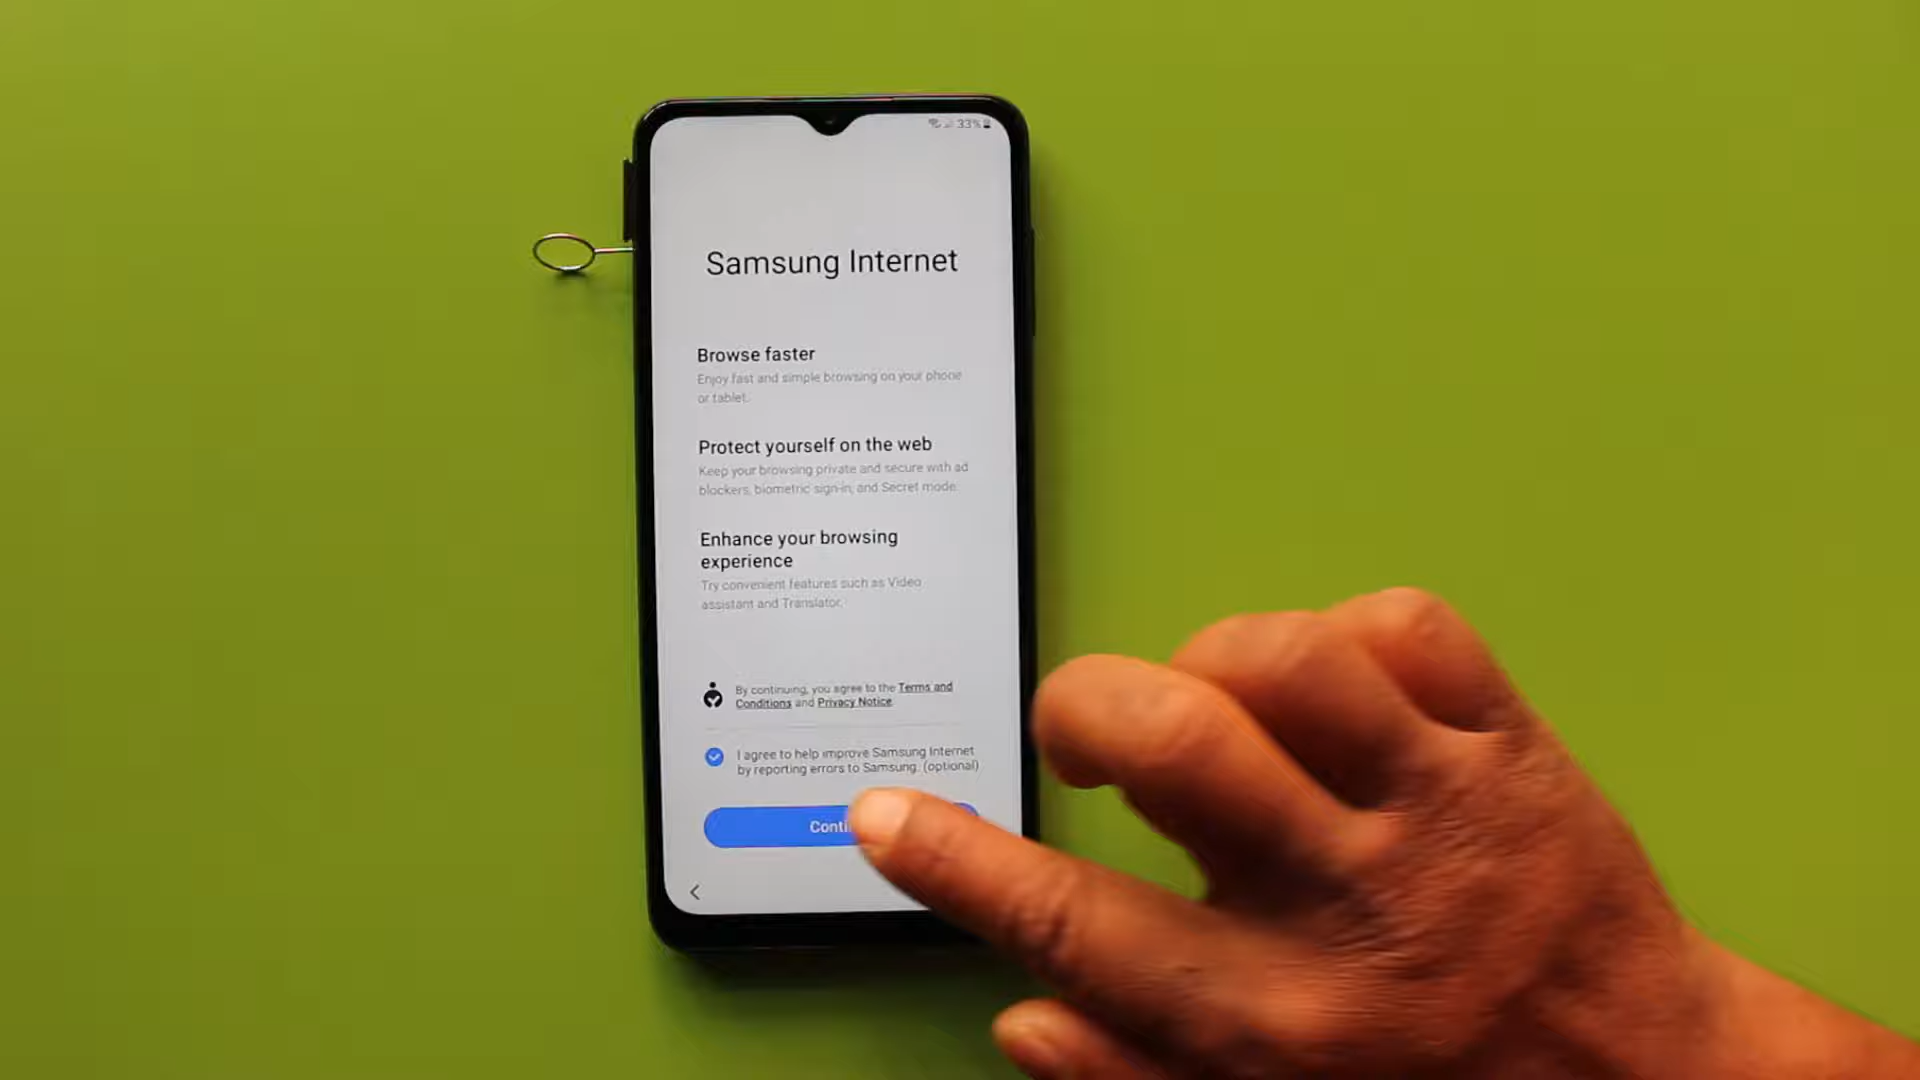 33%
Samsung Internet
Browse faster
Enjoy fast and simple browsing on your phone
or tablet.
Protect yourself on the web
Keep your browsing private and secure with ad
blockers, biometric sign-in, and Secret mode.
Enhance your browsing
experience
Try convenient features such as Video
assistant and Translator.
By continuing, you agree to the Terms and
Conditions and Privacy Notice.
I agree to help improve Samsung Internet
by reporting errors to Samsung. (optional)
Conti